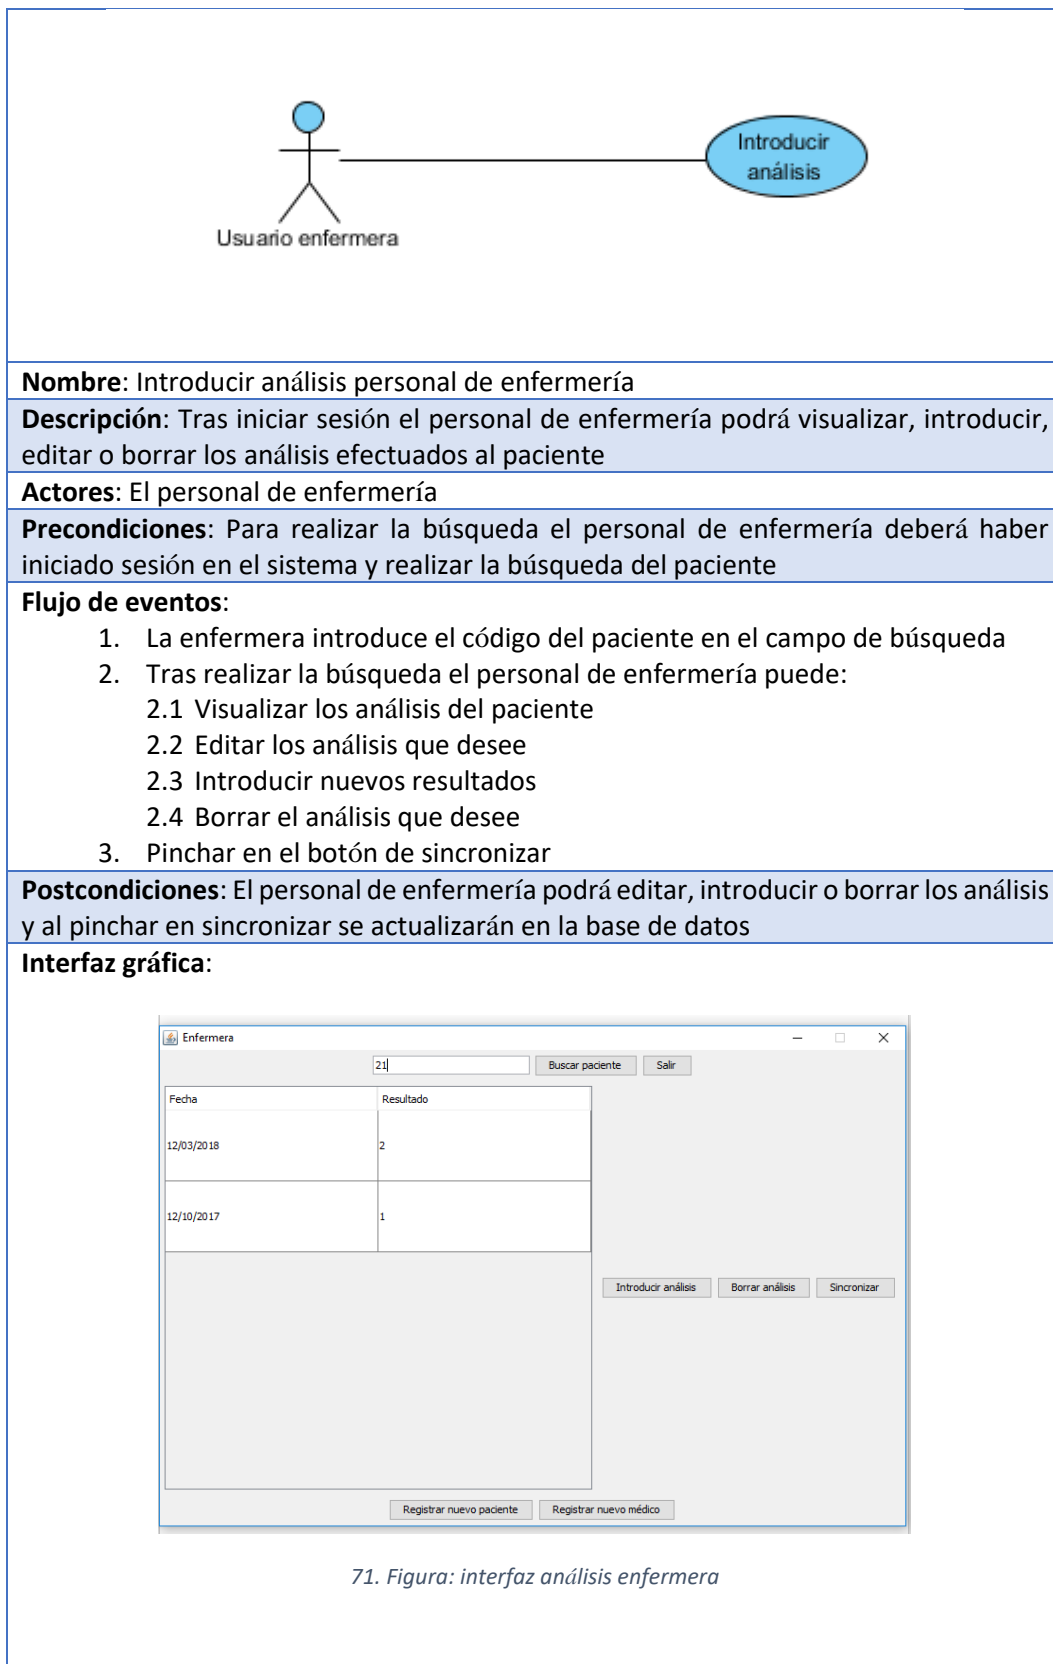 Introducir
análisis
Usuario enfermera
Nombre: Introducir análisis personal de enfermería
Descripción: Tras iniciar sesión el personal de enfermería podrá visualizar, introducir,
editar o borrar los análisis efectuados al paciente
Actores: El personal de enfermería
Precondiciones: Para realizar la búsqueda el personal de enfermería deberá haber
iniciado sesión en el sistema y realizar la búsqueda del paciente
Flujo de eventos:
1. La enfermera introduce el código del paciente en el campo de búsqueda
2. Tras realizar la búsqueda el personal de enfermería puede:
2.1 Visualizar los análisis del paciente
2.2 Editar los análisis que desee
2.3 Introducir nuevos resultados
2.4 Borrar el análisis que desee
3. Pinchar en el botón de sincronizar
Postcondiciones: El personal de enfermería podrá editar, introducir o borrar los análisis
y al pinchar en sincronizar se actualizarán en la base de datos
Interfaz gráfica:
Enfermera
21 Buscar paciente Salir
Fecha Resultado
12/03/2018 2
12/10/2017 1
Introducir análisis Borrar análisis Sincronizar
Registrar nuevo paciente Registrar nuevo médico
71. Figura: interfaz análisis enfermera